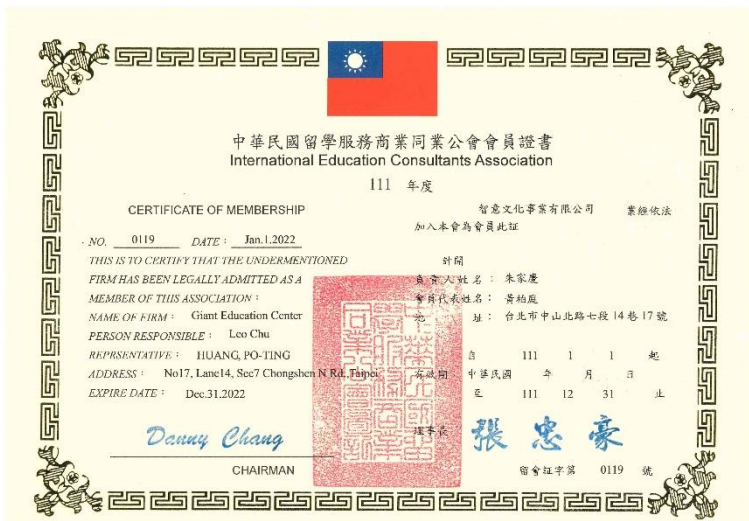 中華民國留學服務商業同業公會會員證書
International Education Consultants Association
111 年度
CERTIFICATE OF MEMBERSHIP
NO. 0119 DATE : Jan.1.2022
THIS IS TO CERTIFY THAT THE UNDERMENTIONED
FIRM HAS BEEN LEGALLY ADMITTED AS A
MEMBER OF THIS ASSOCIATION :
NAME OF FIRM : Giant Education Center
PERSON RESPONSIBLE : Leo Chu
REPRSENTATIVE : HUANG, PO-TING
ADDRESS : No17, Lane14, Sec7 Chongshen N Rd.,Taipei
EXPIRE DATE : Dec.31.2022
Danny Chang
CHAIRMAN
智意文化事業有限公司 業經依法
加入本會為會員此証
計開
負責人姓名 : 朱家慶
會員代表姓名 : 黃柏庭
地 址 : 台北市中山北路七段 14 巷 17 號
自 111 1 1 起
有效期 : 中華民國 年 月 日
至 111 12 31 止
理事長 張忠豪
留會証字第 0119 號